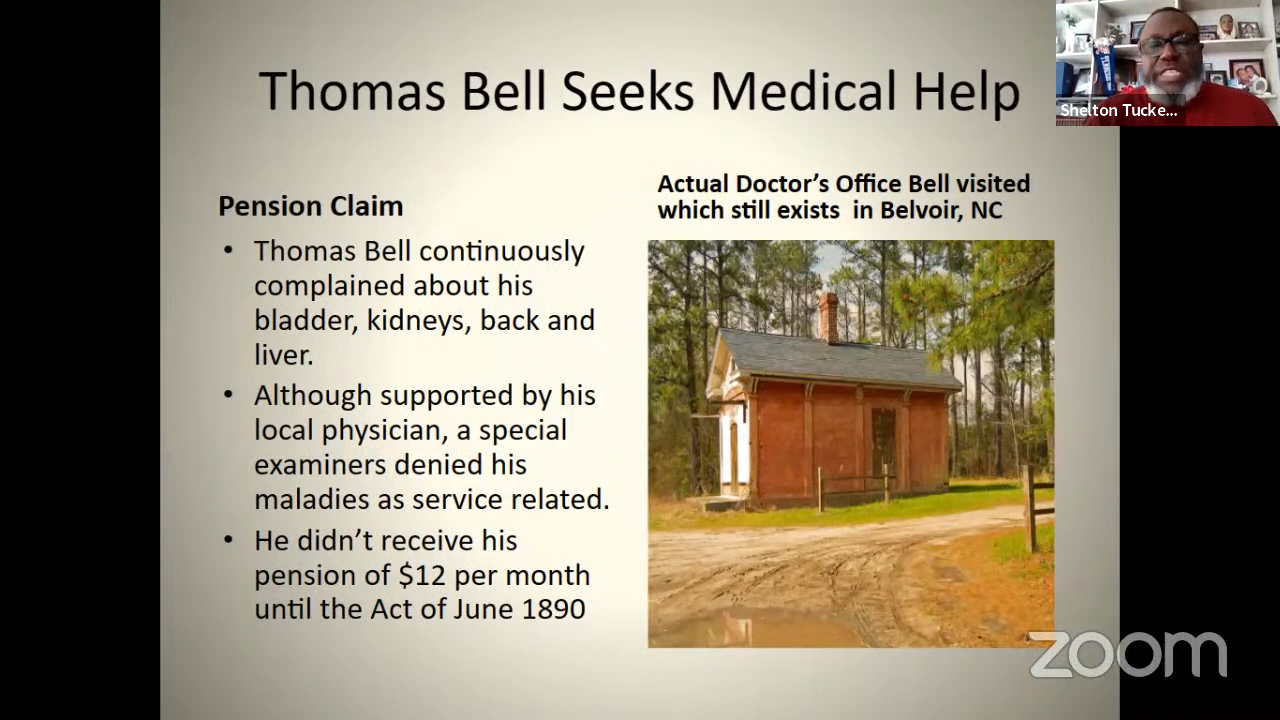 Thomas Bell Seeks Medical Help
Shelton Tucke...
Pension Claim
• Thomas Bell continuously
complained about his
bladder, kidneys, back and
liver.
• Although supported by his
local physician, a special
examiners denied his
maladies as service related.
• He didn’t receive his
pension of $12 per month
until the Act of June 1890
Actual Doctor’s Office Bell visited
which still exists in Belvoir, NC
zoom